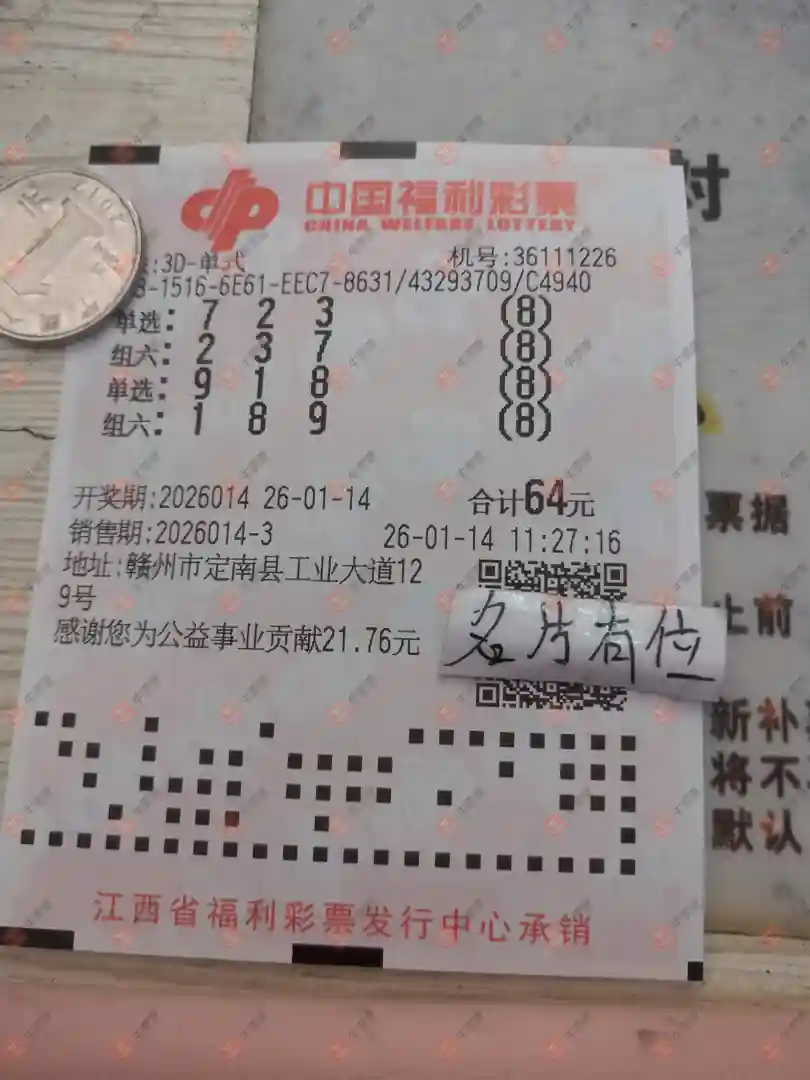 中国福利彩票
CHINA WELFARE LOTTERY
:3D-单式 机号:36111226
-1516-6E61-EEC7-8631/43293709/C4940
单选: 7 2 3 (8)
组六: 2 3 7 (8)
单选: 9 1 8 (8)
组六: 1 8 9 (8)
开奖期:2026014 26-01-14 合计64元
销售期:2026014-3 26-01-14 11:27:16
地址:赣州市定南县工业大道12
9号
感谢您为公益事业贡献21.76元
名片有位
江西省福利彩票发行中心承销
对
票据
上前
新补
将不
默认